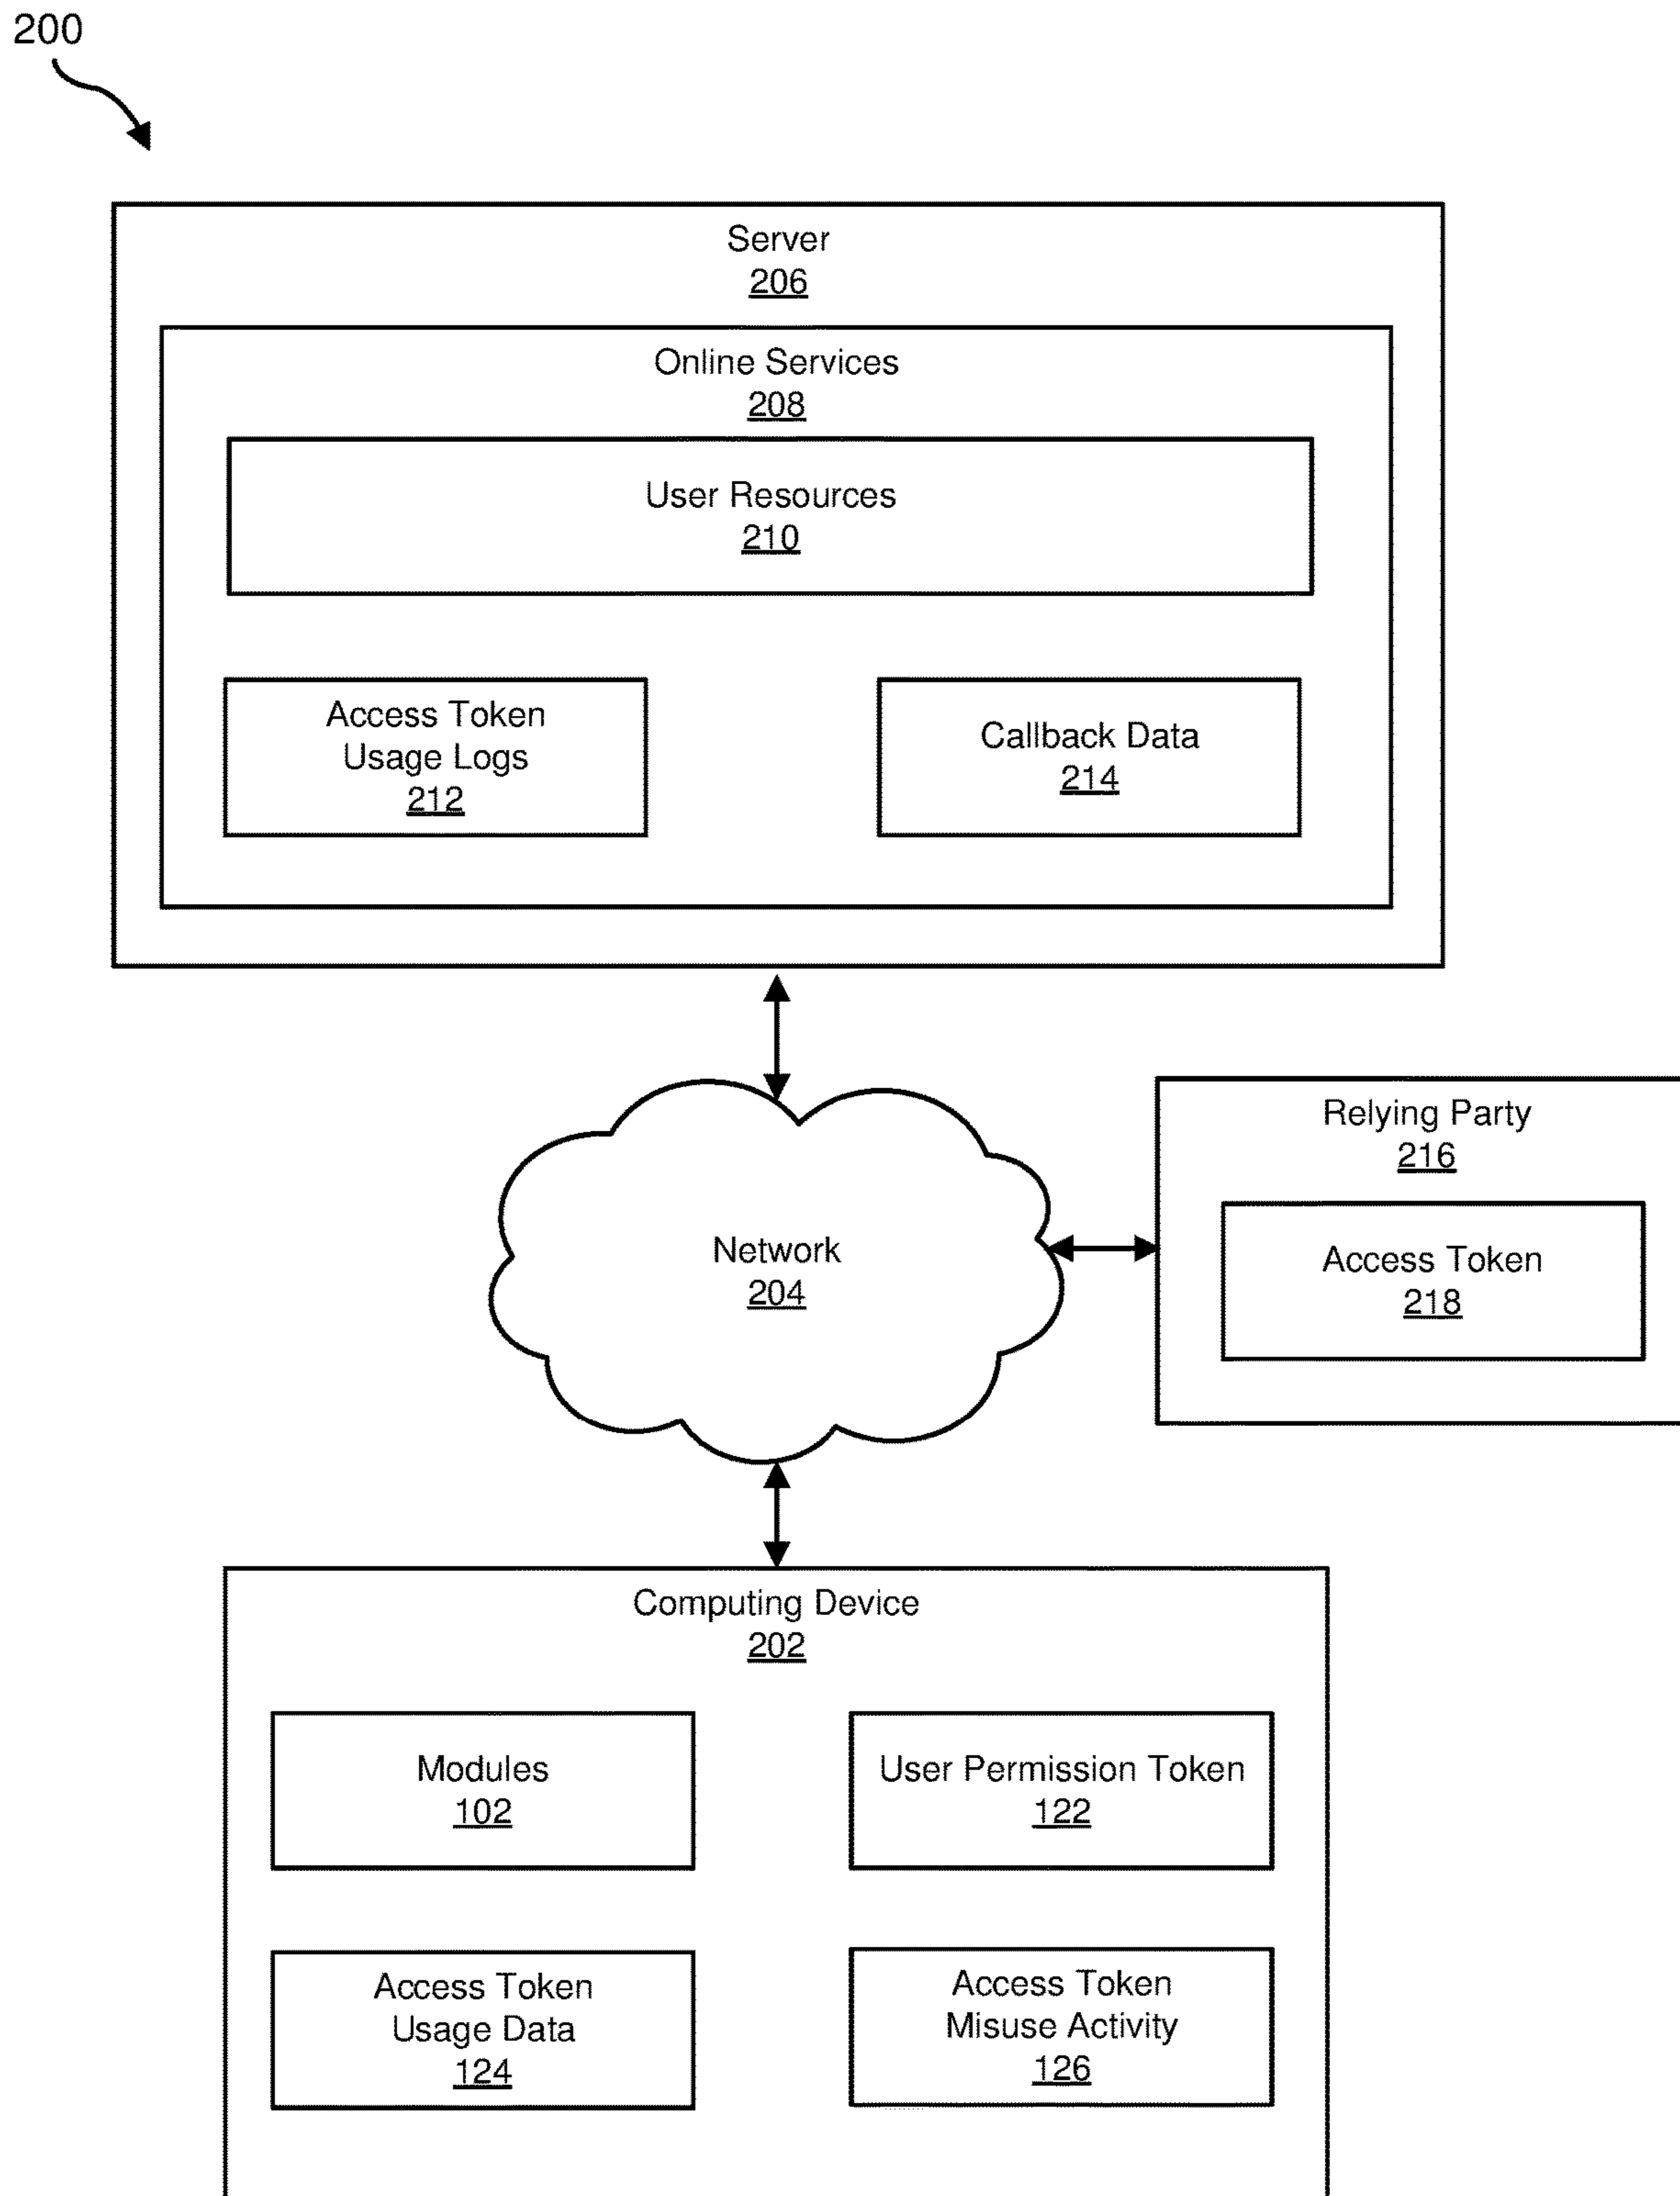 200
Server
206
Online Services
208
User Resources
210
Access Token
Usage Logs
212
Callback Data
214
Network
204
Relying Party
216
Access Token
218
Computing Device
202
Modules
102
User Permission Token
122
Access Token
Usage Data
124
Access Token
Misuse Activity
126